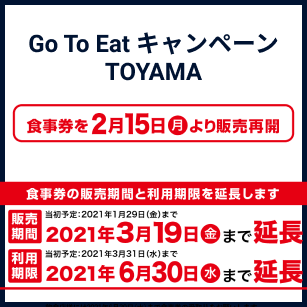 Go To Eat キャンペーン
TOYAMA
食事券を2月15日月より販売再開
食事券の販売期間と利用期限を延長します
販売期間
当初予定：2021年1月29日(金)まで
2021年3月19日金まで延長
利用期限
当初予定：2021年3月31日(水)まで
2021年6月30日水まで延長